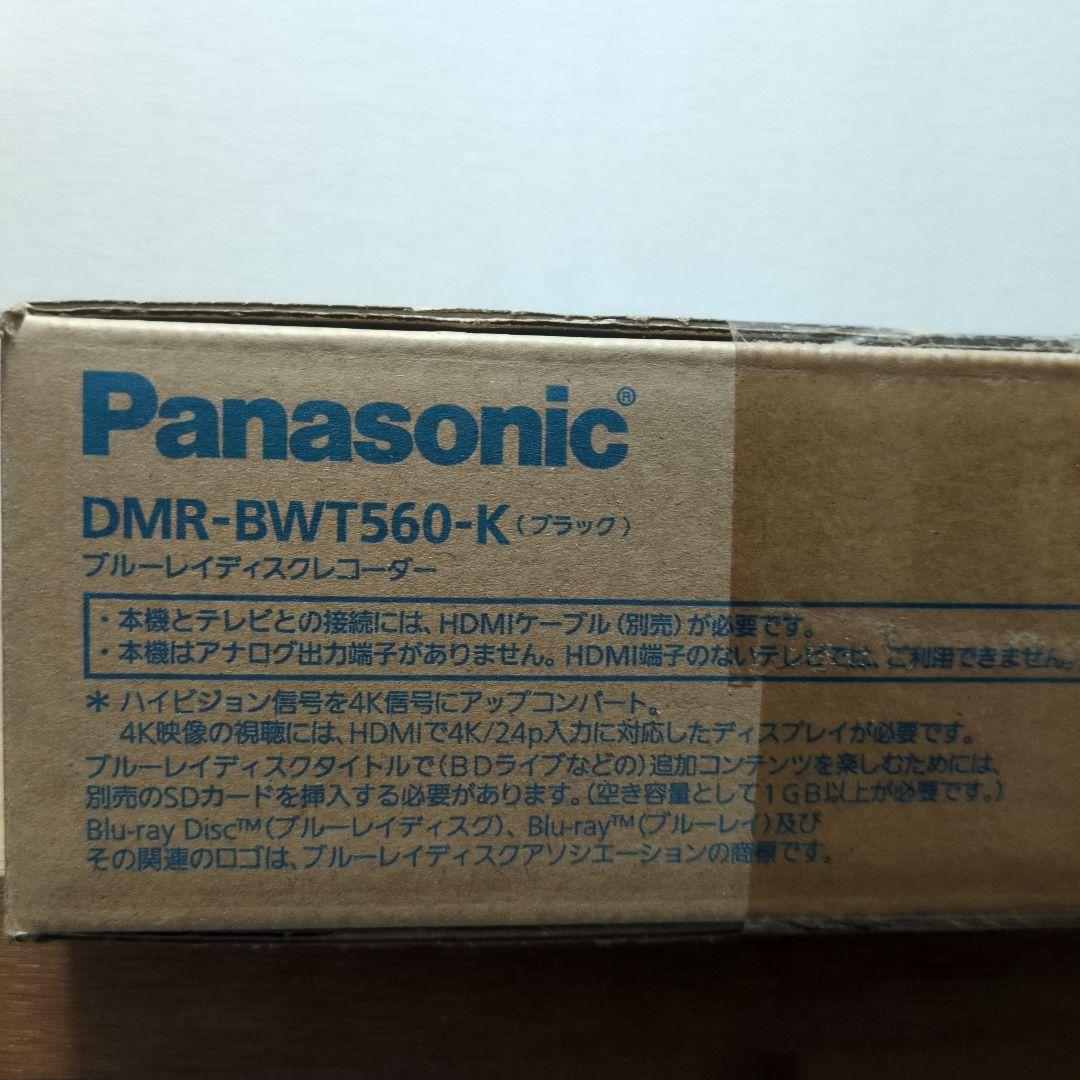 Panasonic®
DMR-BWT560-K（ブラック）
ブルーレイディスクレコーダー
・本機とテレビとの接続には、HDMIケーブル（別売）が必要です。
・本機はアナログ出力端子がありません。HDMI端子のないテレビでは、ご利用できません。
＊ハイビジョン信号を4K信号にアップコンバート。
4K映像の視聴には、HDMIで4K/24p入力に対応したディスプレイが必要です。
ブルーレイディスクタイトルで（BDライブなどの）追加コンテンツを楽しむためには、
別売のSDカードを挿入する必要があります。（空き容量として1GB以上が必要です。）
Blu-ray Disc™（ブルーレイディスク）、Blu-ray™（ブルーレイ）及び
その関連のロゴは、ブルーレイディスクアソシエーションの商標です。